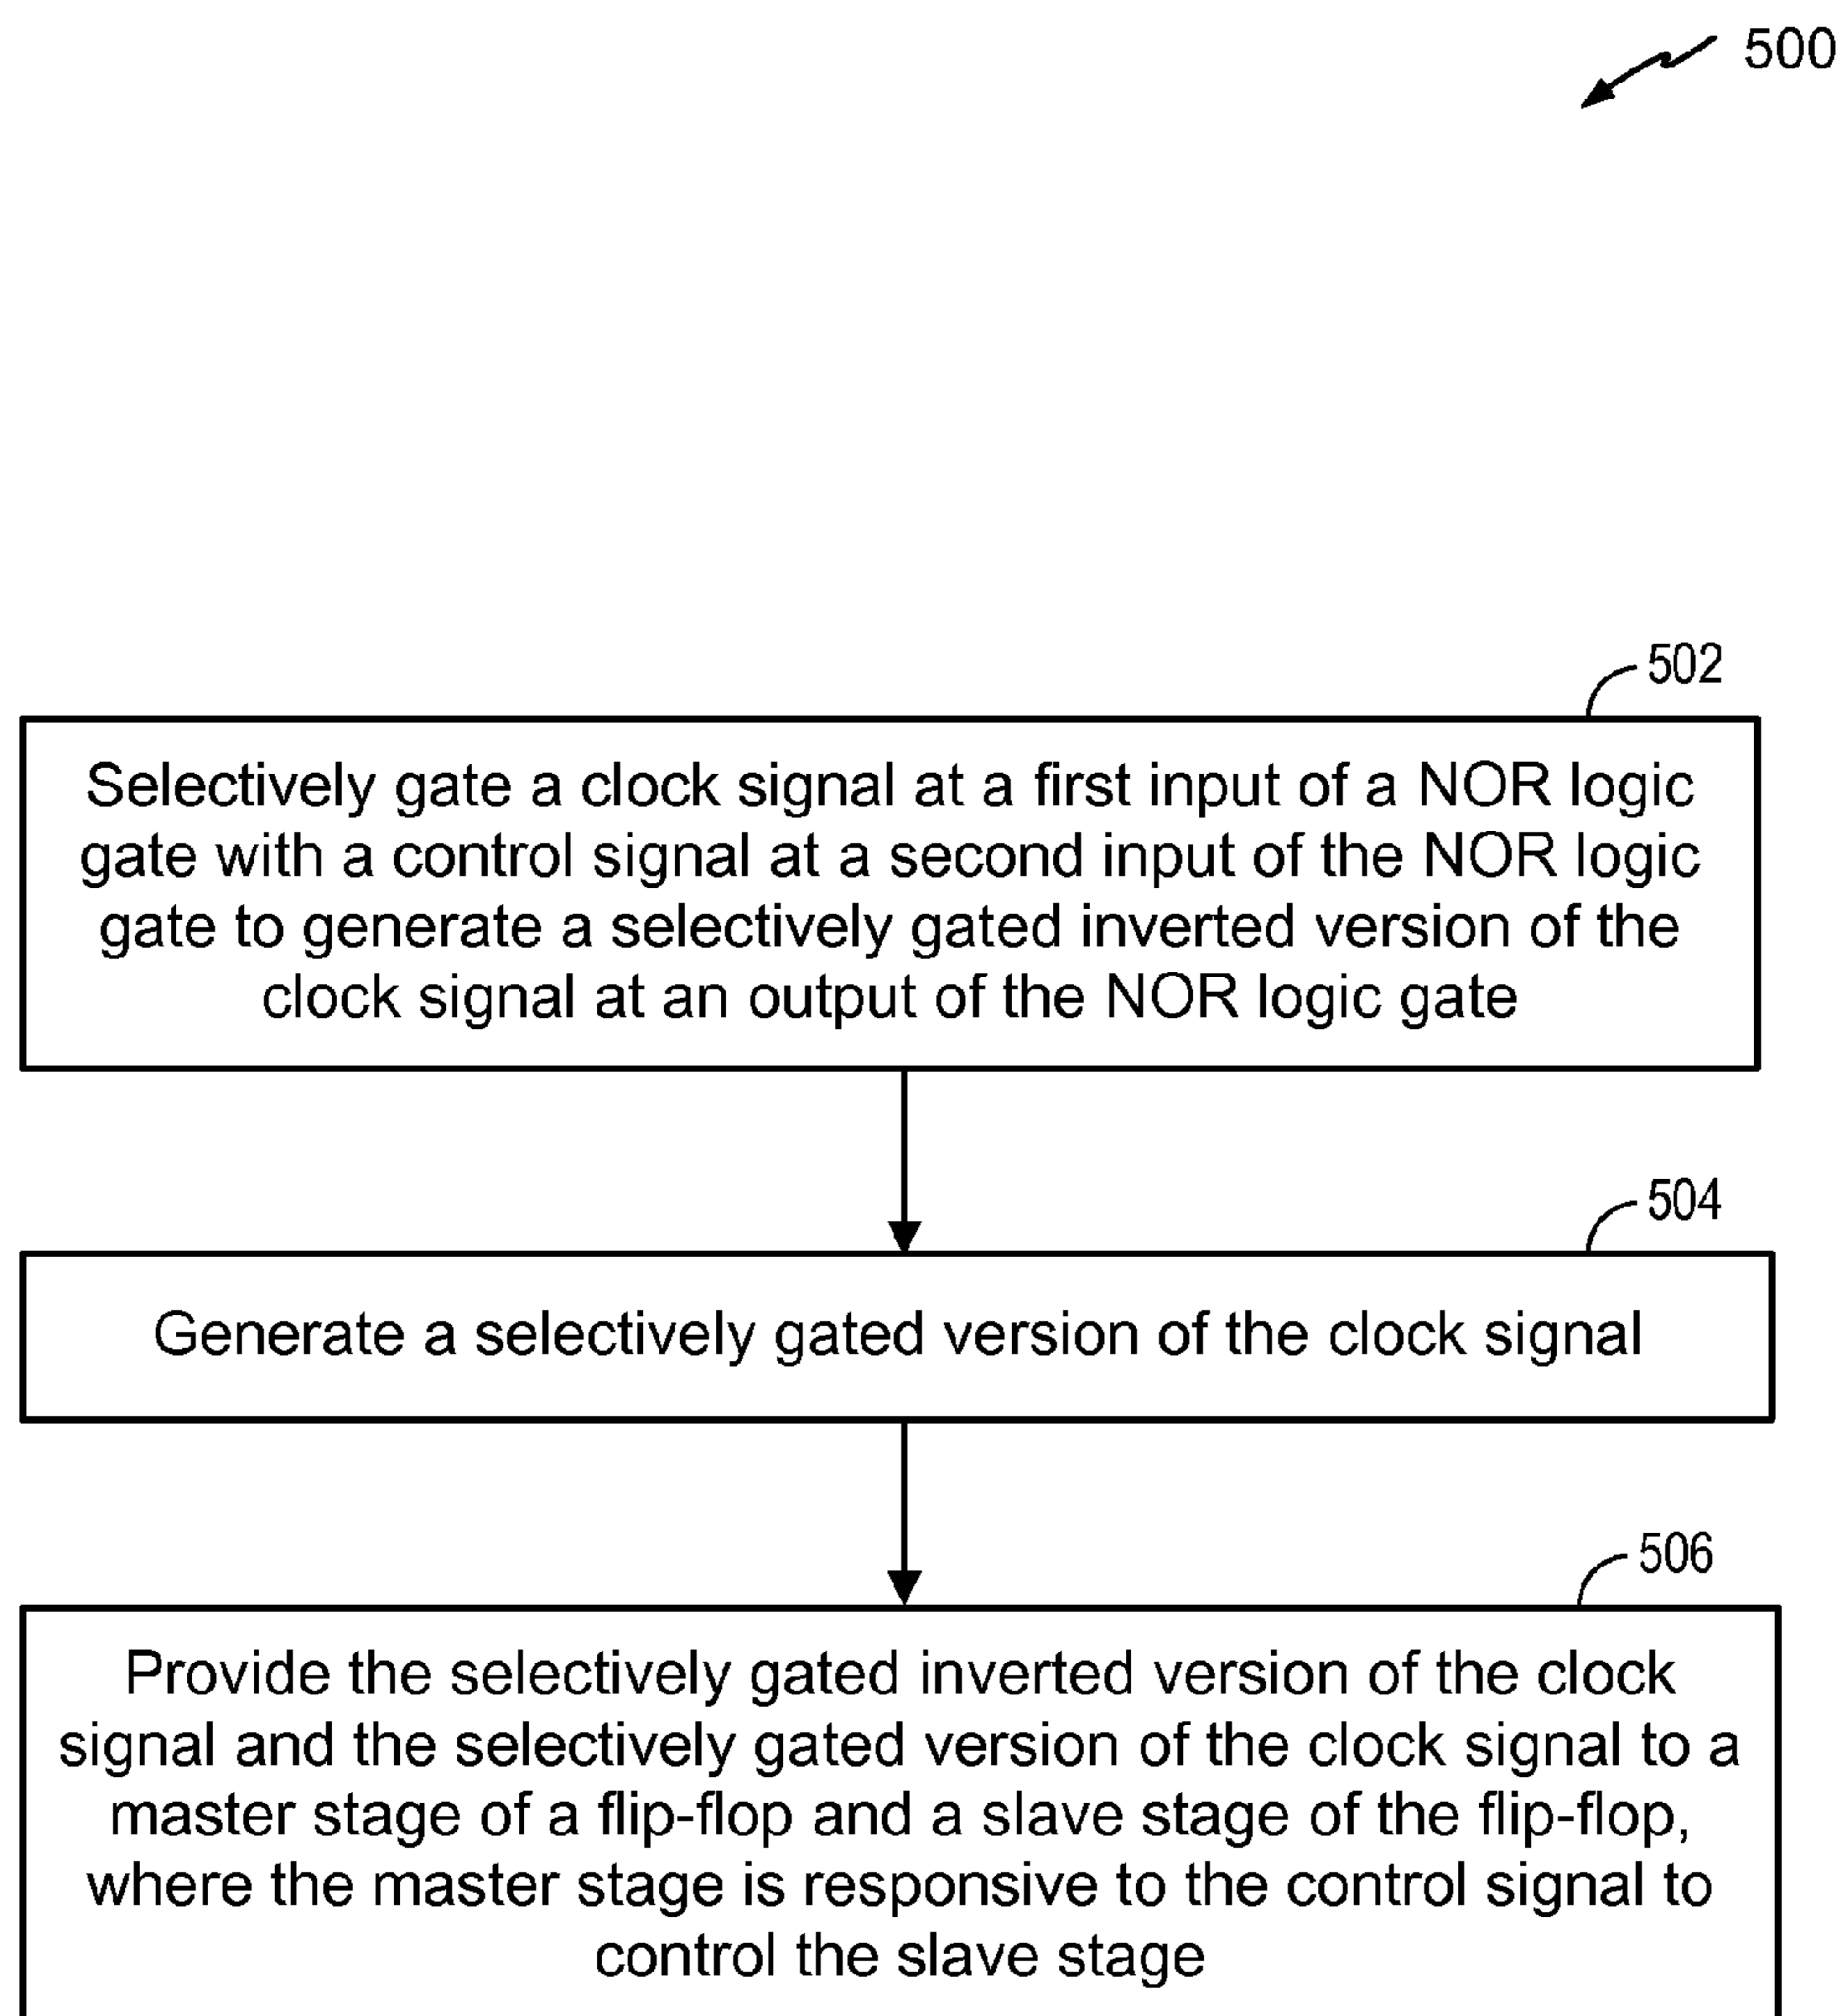 500
502
Selectively gate a clock signal at a first input of a NOR logic
gate with a control signal at a second input of the NOR logic
gate to generate a selectively gated inverted version of the
clock signal at an output of the NOR logic gate
504
Generate a selectively gated version of the clock signal
506
Provide the selectively gated inverted version of the clock
signal and the selectively gated version of the clock signal to a
master stage of a flip-flop and a slave stage of the flip-flop,
where the master stage is responsive to the control signal to
control the slave stage